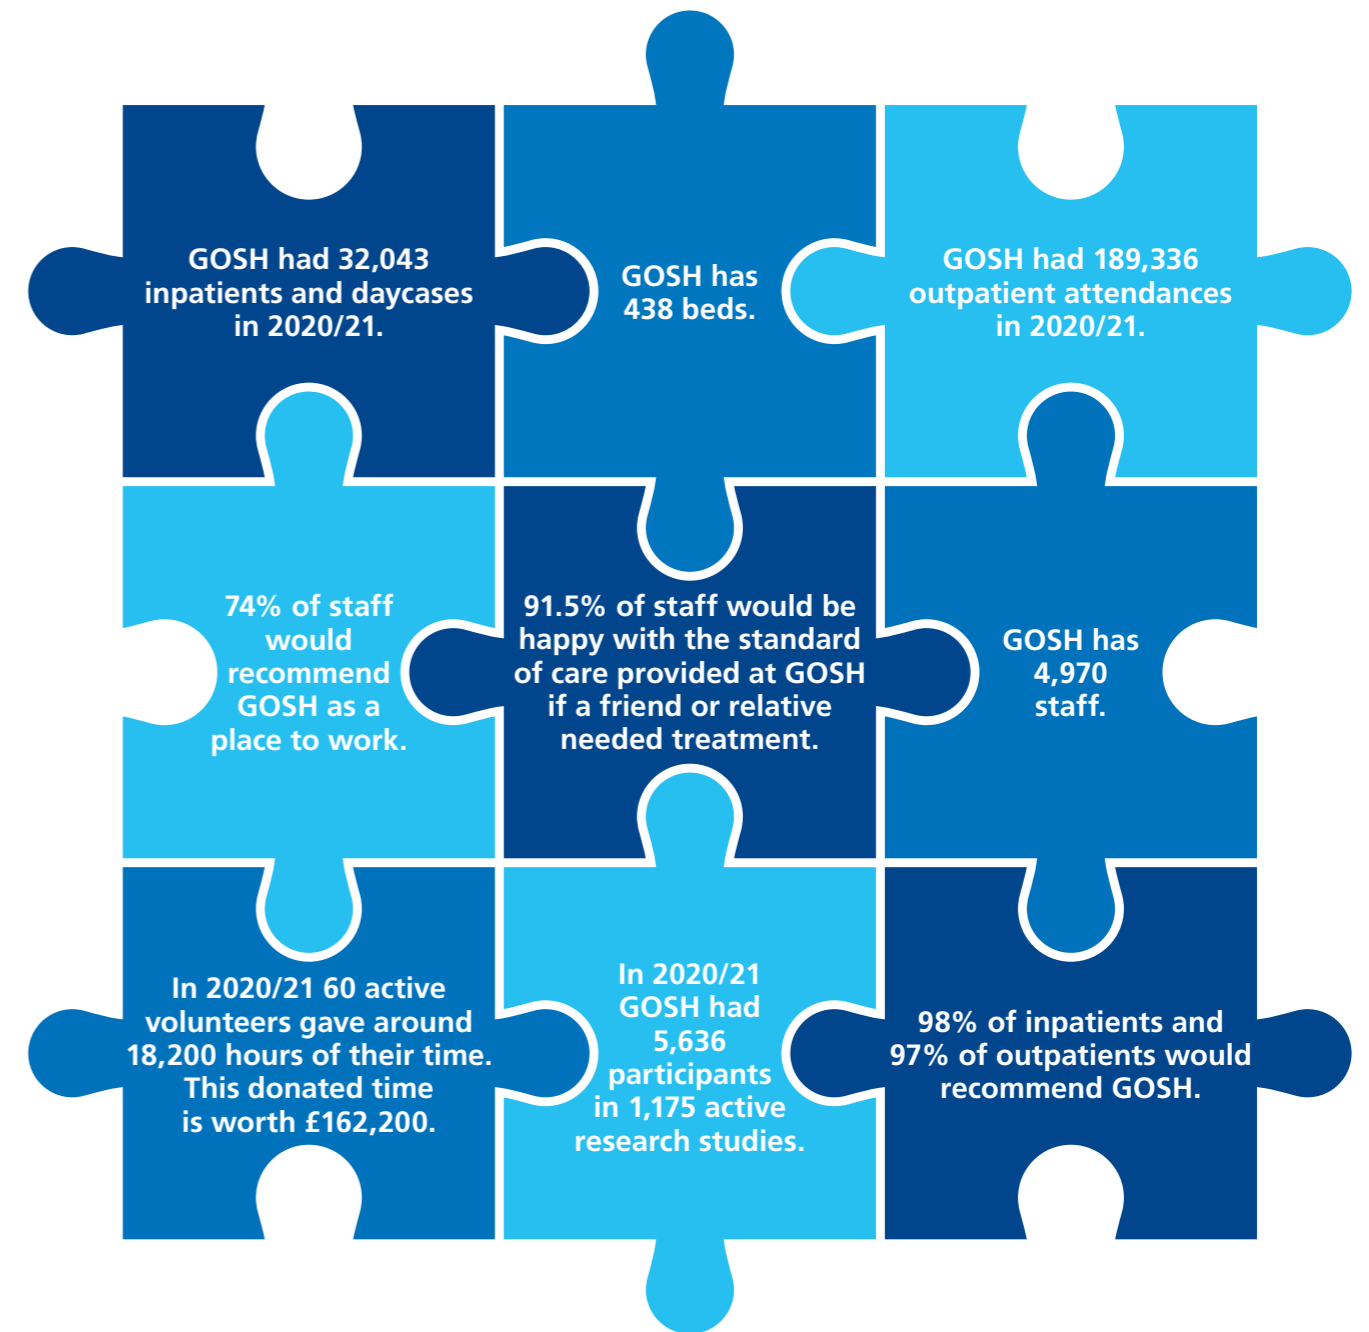 GOSH had 32,043
inpatients and daycases
in 2020/21.
GOSH has
438 beds.
GOSH had 189,336
outpatient attendances
in 2020/21.
74% of staff
would
recommend
GOSH as a
place to work.
91.5% of staff would be
happy with the standard
of care provided at GOSH
if a friend or relative
needed treatment.
GOSH has
4,970
staff.
In 2020/21 60 active
volunteers gave around
18,200 hours of their time.
This donated time
is worth £162,200.
In 2020/21
GOSH had
5,636
participants
in 1,175 active
research studies.
98% of inpatients and
97% of outpatients would
recommend GOSH.